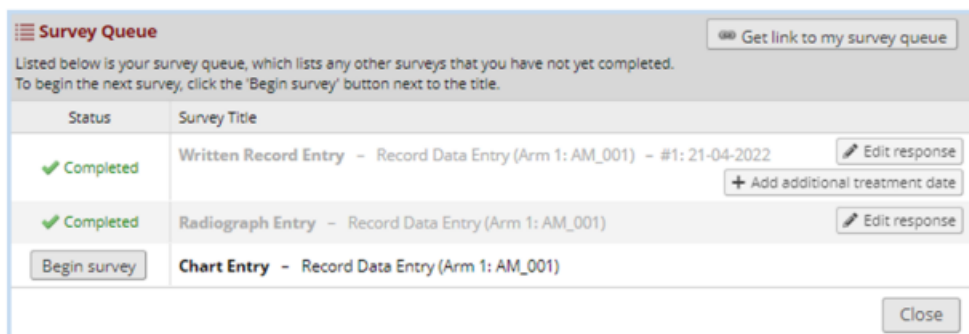 Survey Queue
Get link to my survey queue
Listed below is your survey queue, which lists any other surveys that you have not yet completed.
To begin the next survey, click the 'Begin survey' button next to the title.
Status Survey Title
Completed Written Record Entry – Record Data Entry (Arm 1: AM_001) – #1: 21-04-2022 Edit response
+ Add additional treatment date
Completed Radiograph Entry – Record Data Entry (Arm 1: AM_001) Edit response
Begin survey Chart Entry – Record Data Entry (Arm 1: AM_001)
Close